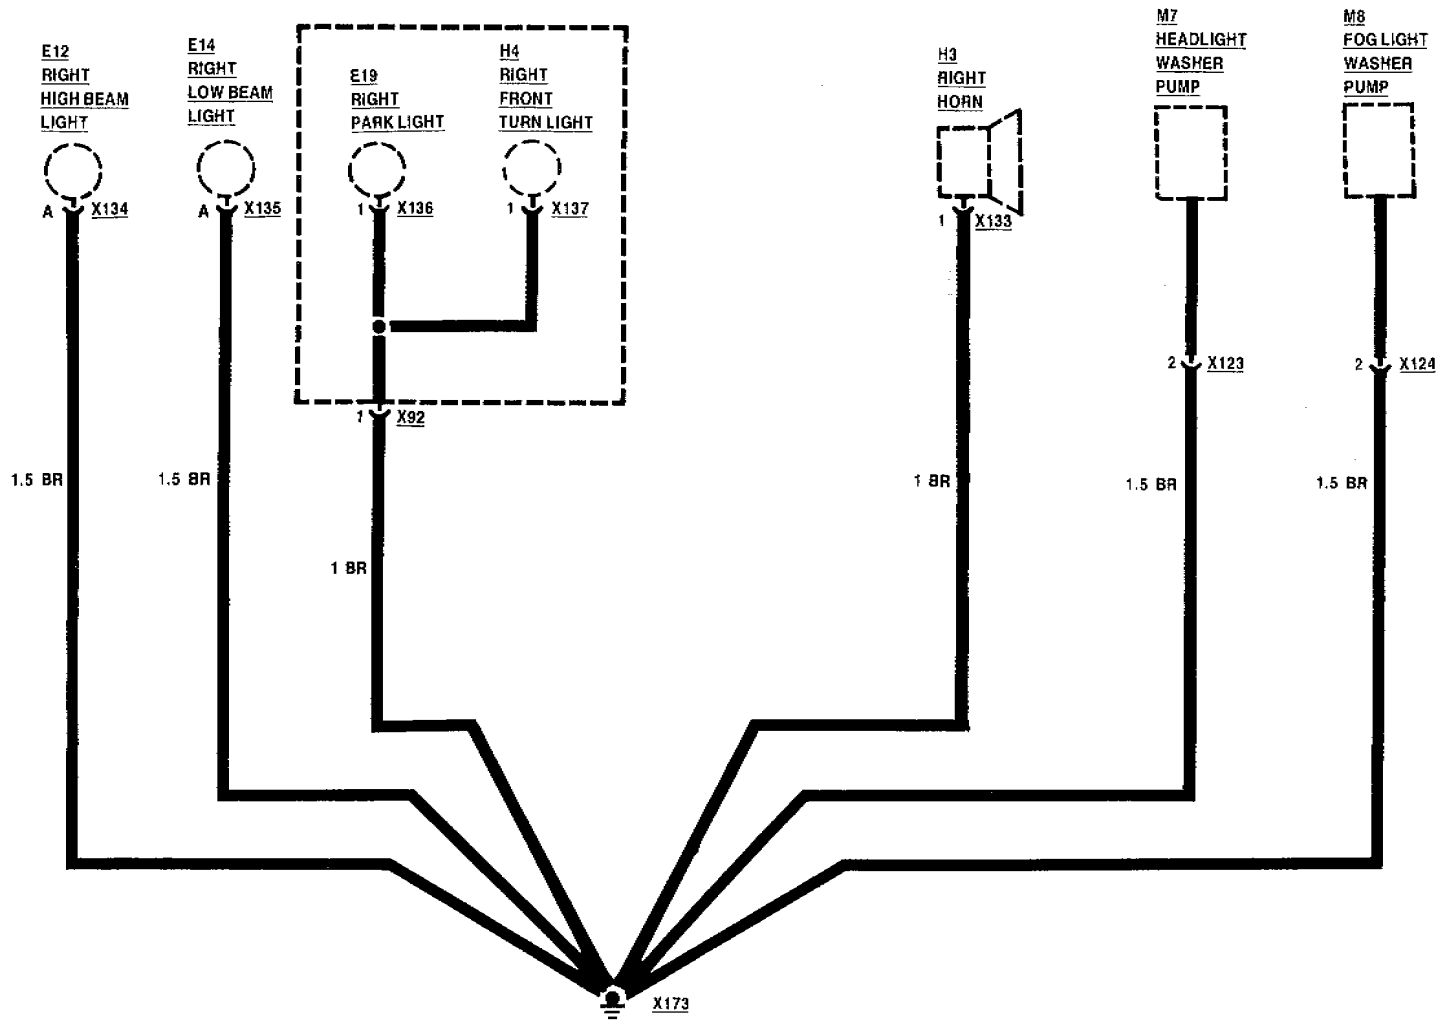 E12
RIGHT
HIGH BEAM
LIGHT
E14
RIGHT
LOW BEAM
LIGHT
E19
RIGHT
PARK LIGHT
H4
RIGHT
FRONT
TURN LIGHT
H3
RIGHT
HORN
M7
HEADLIGHT
WASHER
PUMP
M8
FOG LIGHT
WASHER
PUMP
A X134
A X135
1 X136
1 X137
1 X133
2 X123
2 X124
1 X92
1.5 BR
1.5 BR
1 BR
1 BR
1.5 BR
1.5 BR
X173